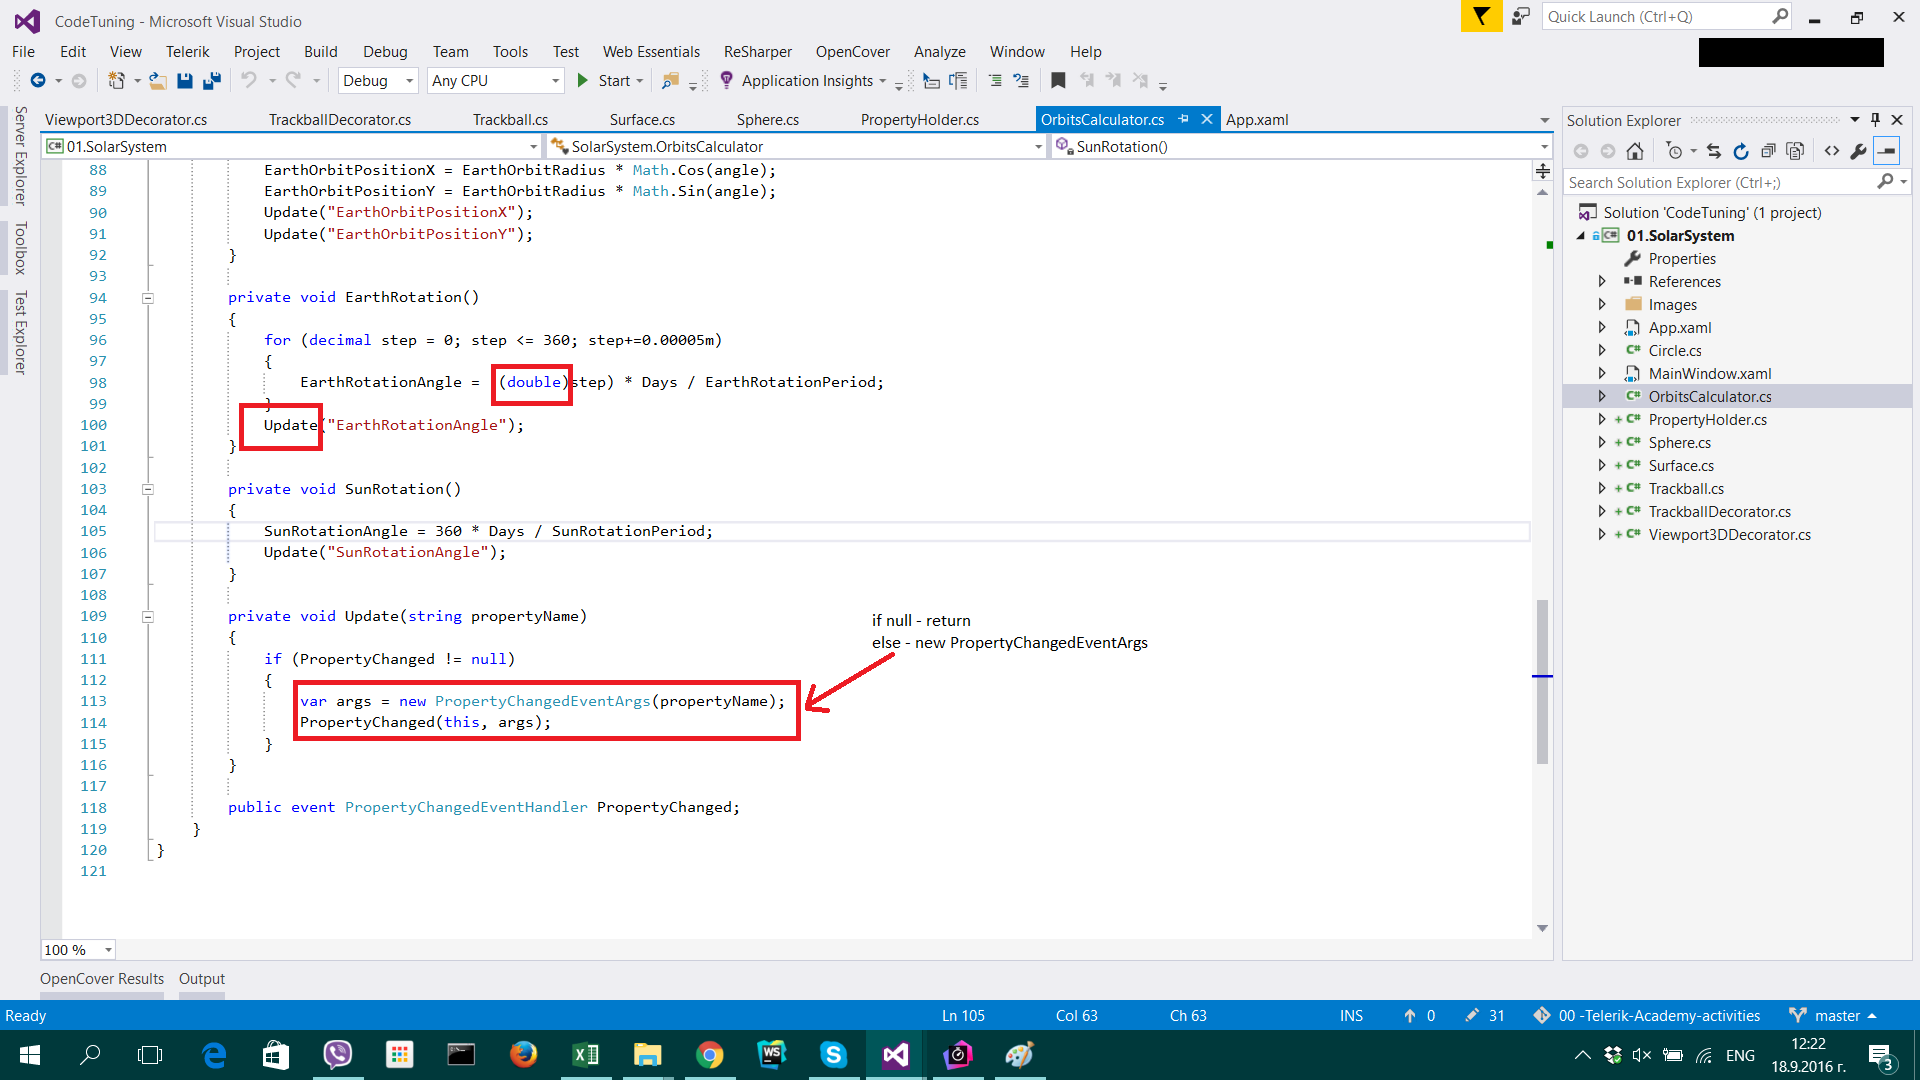 CodeTuning - Microsoft Visual Studio
Quick Launch (Ctrl+Q)
File Edit View Telerik Project Build Debug Team Tools Test Web Essentials ReSharper OpenCover Analyze Window Help
Debug Any CPU Start Application Insights
Server Explorer
Toolbox
Test Explorer
Viewport3DDecorator.cs TrackballDecorator.cs Trackball.cs Surface.cs Sphere.cs PropertyHolder.cs OrbitsCalculator.cs App.xaml
C# 01.SolarSystem SolarSystem.OrbitsCalculator SunRotation()
88 EarthOrbitPositionX = EarthOrbitRadius * Math.Cos(angle);
89 EarthOrbitPositionY = EarthOrbitRadius * Math.Sin(angle);
90 Update("EarthOrbitPositionX");
91 Update("EarthOrbitPositionY");
92 }
93
94 private void EarthRotation()
95 {
96 for (decimal step = 0; step <= 360; step+=0.00005m)
97 {
98 EarthRotationAngle = (double)step) * Days / EarthRotationPeriod;
99 }
100 Update("EarthRotationAngle");
101 }
102
103 private void SunRotation()
104 {
105 SunRotationAngle = 360 * Days / SunRotationPeriod;
106 Update("SunRotationAngle");
107 }
108
109 private void Update(string propertyName)
110 {
111 if (PropertyChanged != null)
112 {
113 var args = new PropertyChangedEventArgs(propertyName);
114 PropertyChanged(this, args);
115 }
116 }
117
118 public event PropertyChangedEventHandler PropertyChanged;
119 }
120 }
121
if null - return
else - new PropertyChangedEventArgs
100 %
OpenCover Results Output
Solution Explorer
Search Solution Explorer (Ctrl+;)
Solution 'CodeTuning' (1 project)
C# 01.SolarSystem
Properties
References
Images
App.xaml
C# Circle.cs
MainWindow.xaml
C# OrbitsCalculator.cs
+ C# PropertyHolder.cs
+ C# Sphere.cs
+ C# Surface.cs
+ C# Trackball.cs
+ C# TrackballDecorator.cs
+ C# Viewport3DDecorator.cs
Ready Ln 105 Col 63 Ch 63 INS 0 31 00 -Telerik-Academy-activities master
WS
ENG
12:22
18.9.2016 г.
3